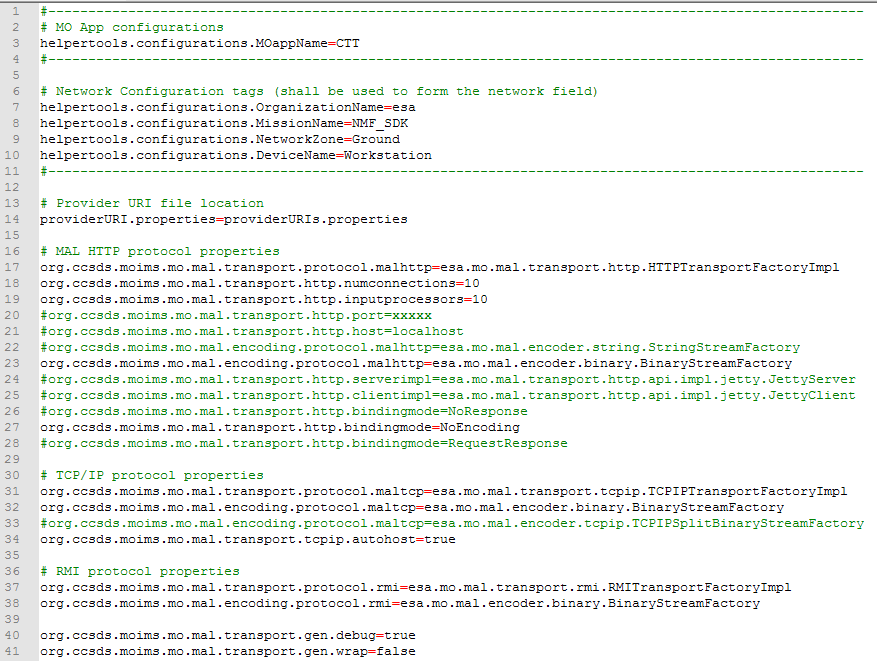 1 #-------------------------------------------------------------------------------------------------------
2 # MO App configurations
3 helpertools.configurations.MOappName=CTT
4 #-------------------------------------------------------------------------------------------------------
5
6 # Network Configuration tags (shall be used to form the network field)
7 helpertools.configurations.OrganizationName=esa
8 helpertools.configurations.MissionName=NMF_SDK
9 helpertools.configurations.NetworkZone=Ground
10 helpertools.configurations.DeviceName=Workstation
11 #-------------------------------------------------------------------------------------------------------
12
13 # Provider URI file location
14 providerURI.properties=providerURIs.properties
15
16 # MAL HTTP protocol properties
17 org.ccsds.moims.mo.mal.transport.protocol.malhttp=esa.mo.mal.transport.http.HTTPTransportFactoryImpl
18 org.ccsds.moims.mo.mal.transport.http.numconnections=10
19 org.ccsds.moims.mo.mal.transport.http.inputprocessors=10
20 #org.ccsds.moims.mo.mal.transport.http.port=xxxxx
21 #org.ccsds.moims.mo.mal.transport.http.host=localhost
22 #org.ccsds.moims.mo.mal.encoding.protocol.malhttp=esa.mo.mal.encoder.string.StringStreamFactory
23 org.ccsds.moims.mo.mal.encoding.protocol.malhttp=esa.mo.mal.encoder.binary.BinaryStreamFactory
24 #org.ccsds.moims.mo.mal.transport.http.serverimpl=esa.mo.mal.transport.http.api.impl.jetty.JettyServer
25 #org.ccsds.moims.mo.mal.transport.http.clientimpl=esa.mo.mal.transport.http.api.impl.jetty.JettyClient
26 #org.ccsds.moims.mo.mal.transport.http.bindingmode=NoResponse
27 org.ccsds.moims.mo.mal.transport.http.bindingmode=NoEncoding
28 #org.ccsds.moims.mo.mal.transport.http.bindingmode=RequestResponse
29
30 # TCP/IP protocol properties
31 org.ccsds.moims.mo.mal.transport.protocol.maltcp=esa.mo.mal.transport.tcpip.TCPIPTransportFactoryImpl
32 org.ccsds.moims.mo.mal.encoding.protocol.maltcp=esa.mo.mal.encoder.binary.BinaryStreamFactory
33 #org.ccsds.moims.mo.mal.encoding.protocol.maltcp=esa.mo.mal.encoder.tcpip.TCPIPSplitBinaryStreamFactory
34 org.ccsds.moims.mo.mal.transport.tcpip.autohost=true
35
36 # RMI protocol properties
37 org.ccsds.moims.mo.mal.transport.protocol.rmi=esa.mo.mal.transport.rmi.RMITransportFactoryImpl
38 org.ccsds.moims.mo.mal.encoding.protocol.rmi=esa.mo.mal.encoder.binary.BinaryStreamFactory
39
40 org.ccsds.moims.mo.mal.transport.gen.debug=true
41 org.ccsds.moims.mo.mal.transport.gen.wrap=false